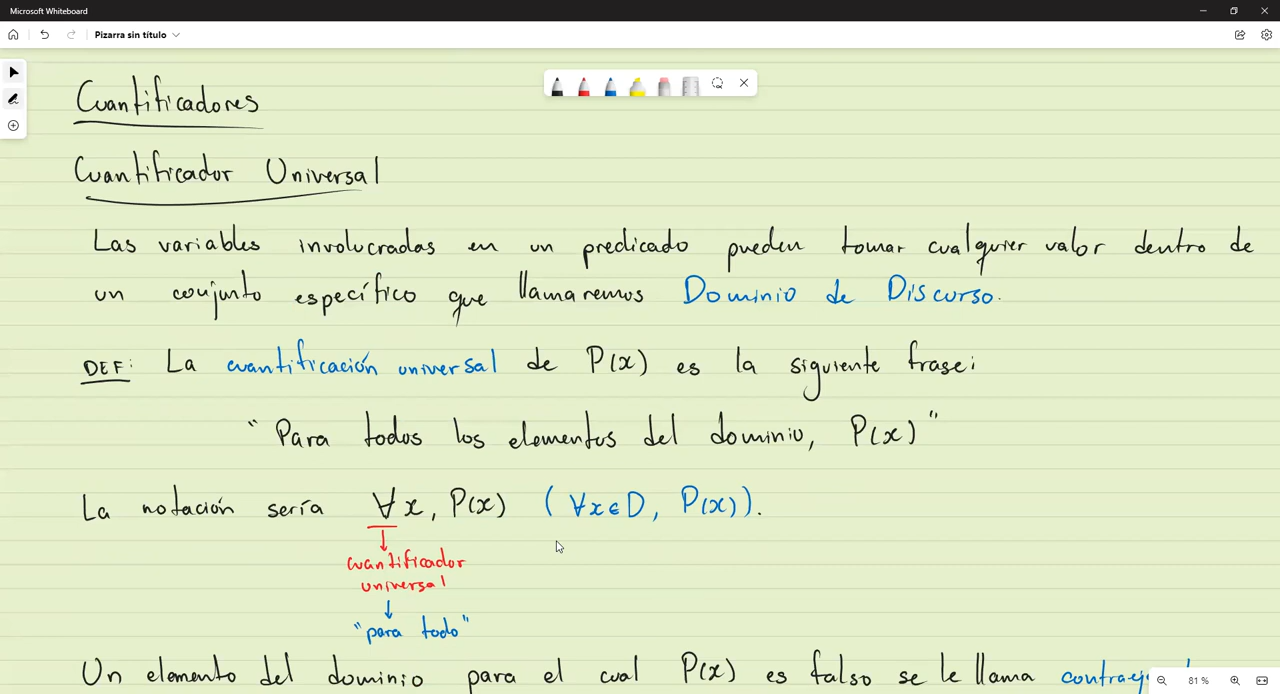 Microsoft Whiteboard
Pizarra sin título
Cuantificadores
Cuantificador Universal
Las variables involucradas en un predicado pueden tomar cualquier valor dentro de
un conjunto específico que llamaremos Dominio de Discurso.
DEF: La cuantificación universal de P(x) es la siguiente frase:
"Para todos los elementos del dominio, P(x)"
La notación sería ∀x, P(x) (∀x∈D, P(x)).
↓
cuantificador
universal
↓
"para todo"
Un elemento del dominio para el cual P(x) es falso se le llama
81 %